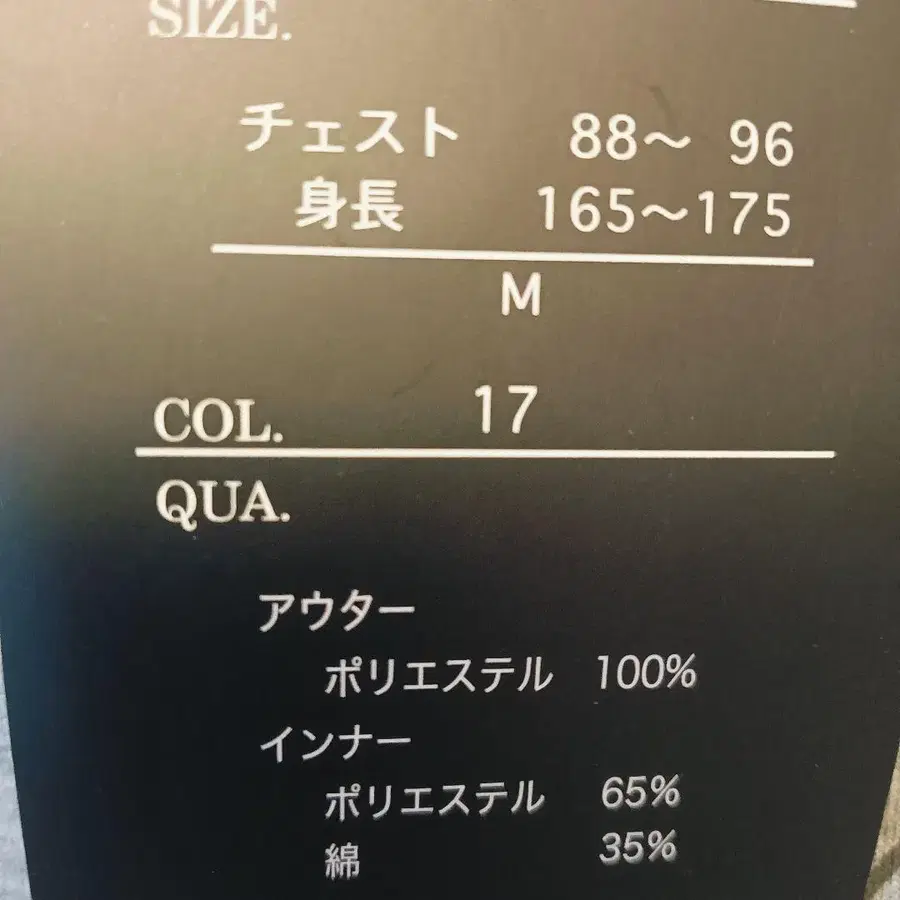 SIZE.
チェスト 88〜 96
身長 165〜175
M
COL. 17
QUA.
アウター
ポリエステル 100%
インナー
ポリエステル 65%
綿 35%